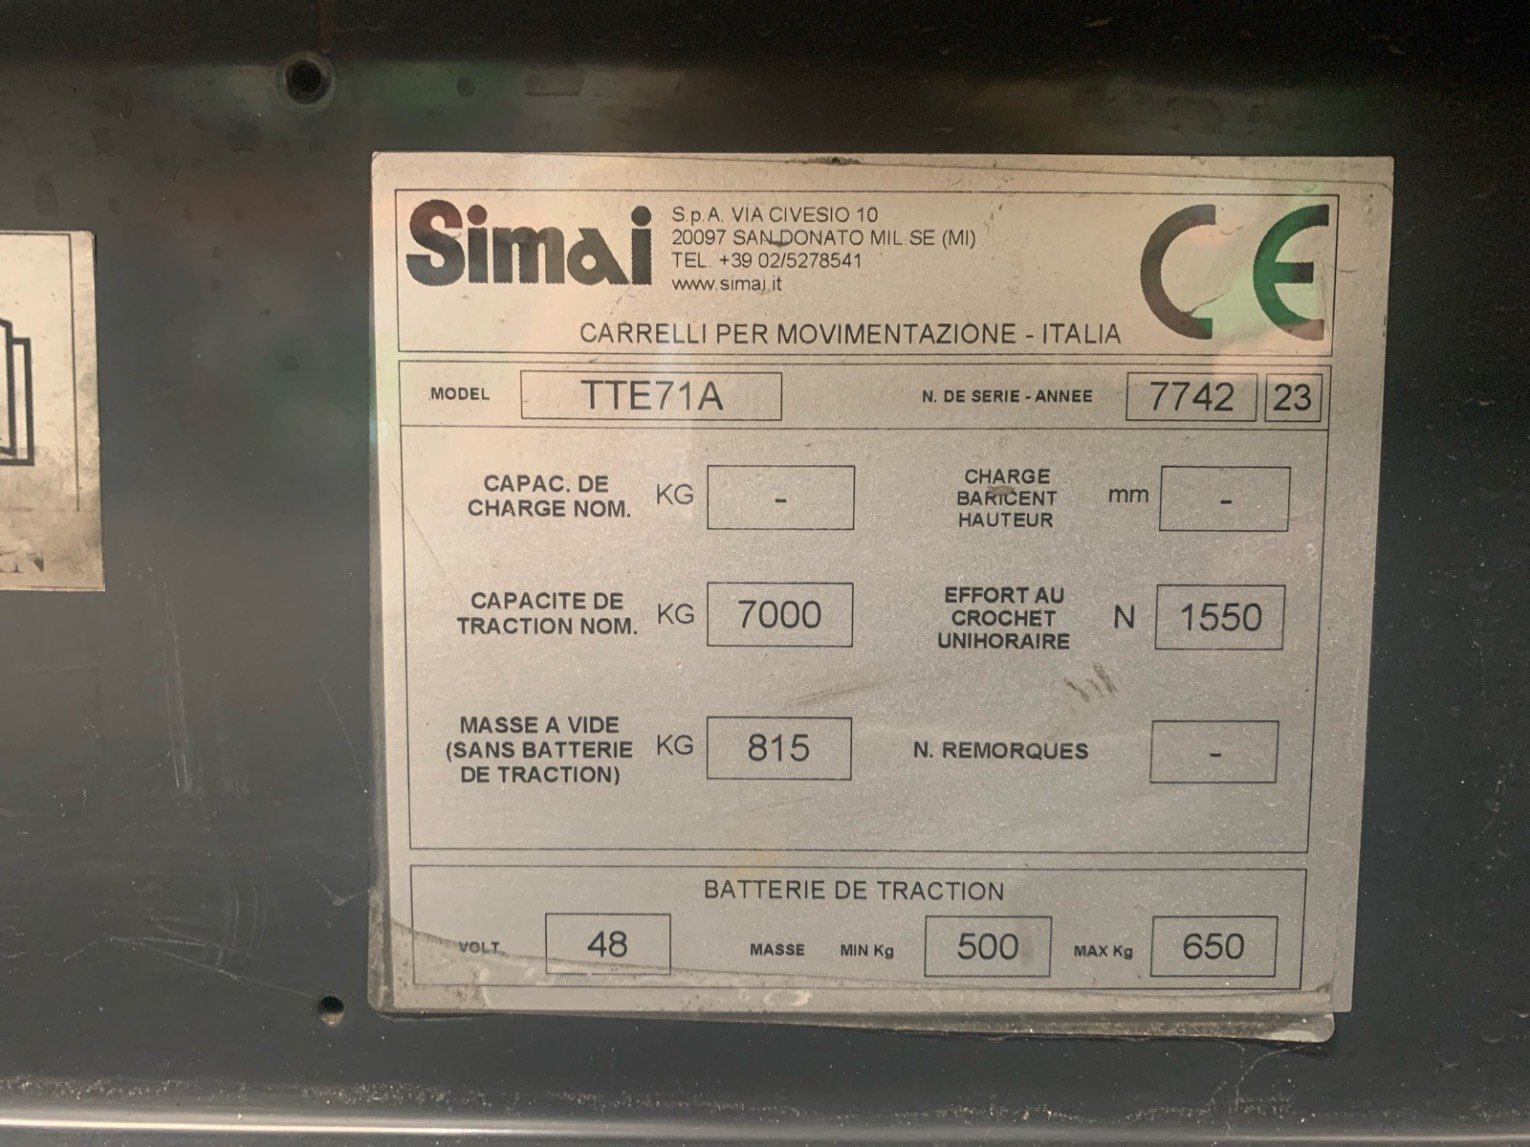 Simai
S.p.A. VIA CIVESIO 10
20097 SAN DONATO MIL.SE (MI)
TEL. +39 02/5278541
www.simai.it
CE
CARRELLI PER MOVIMENTAZIONE - ITALIA
MODEL TTE71A N. DE SERIE - ANNEE 7742 23
CAPAC. DE
CHARGE NOM. KG -
CHARGE
BARICENT
HAUTEUR mm -
CAPACITE DE
TRACTION NOM. KG 7000
EFFORT AU
CROCHET
UNIHORAIRE N 1550
MASSE A VIDE
(SANS BATTERIE
DE TRACTION) KG 815
N. REMORQUES -
BATTERIE DE TRACTION
VOLT. 48 MASSE MIN Kg 500 MAX Kg 650